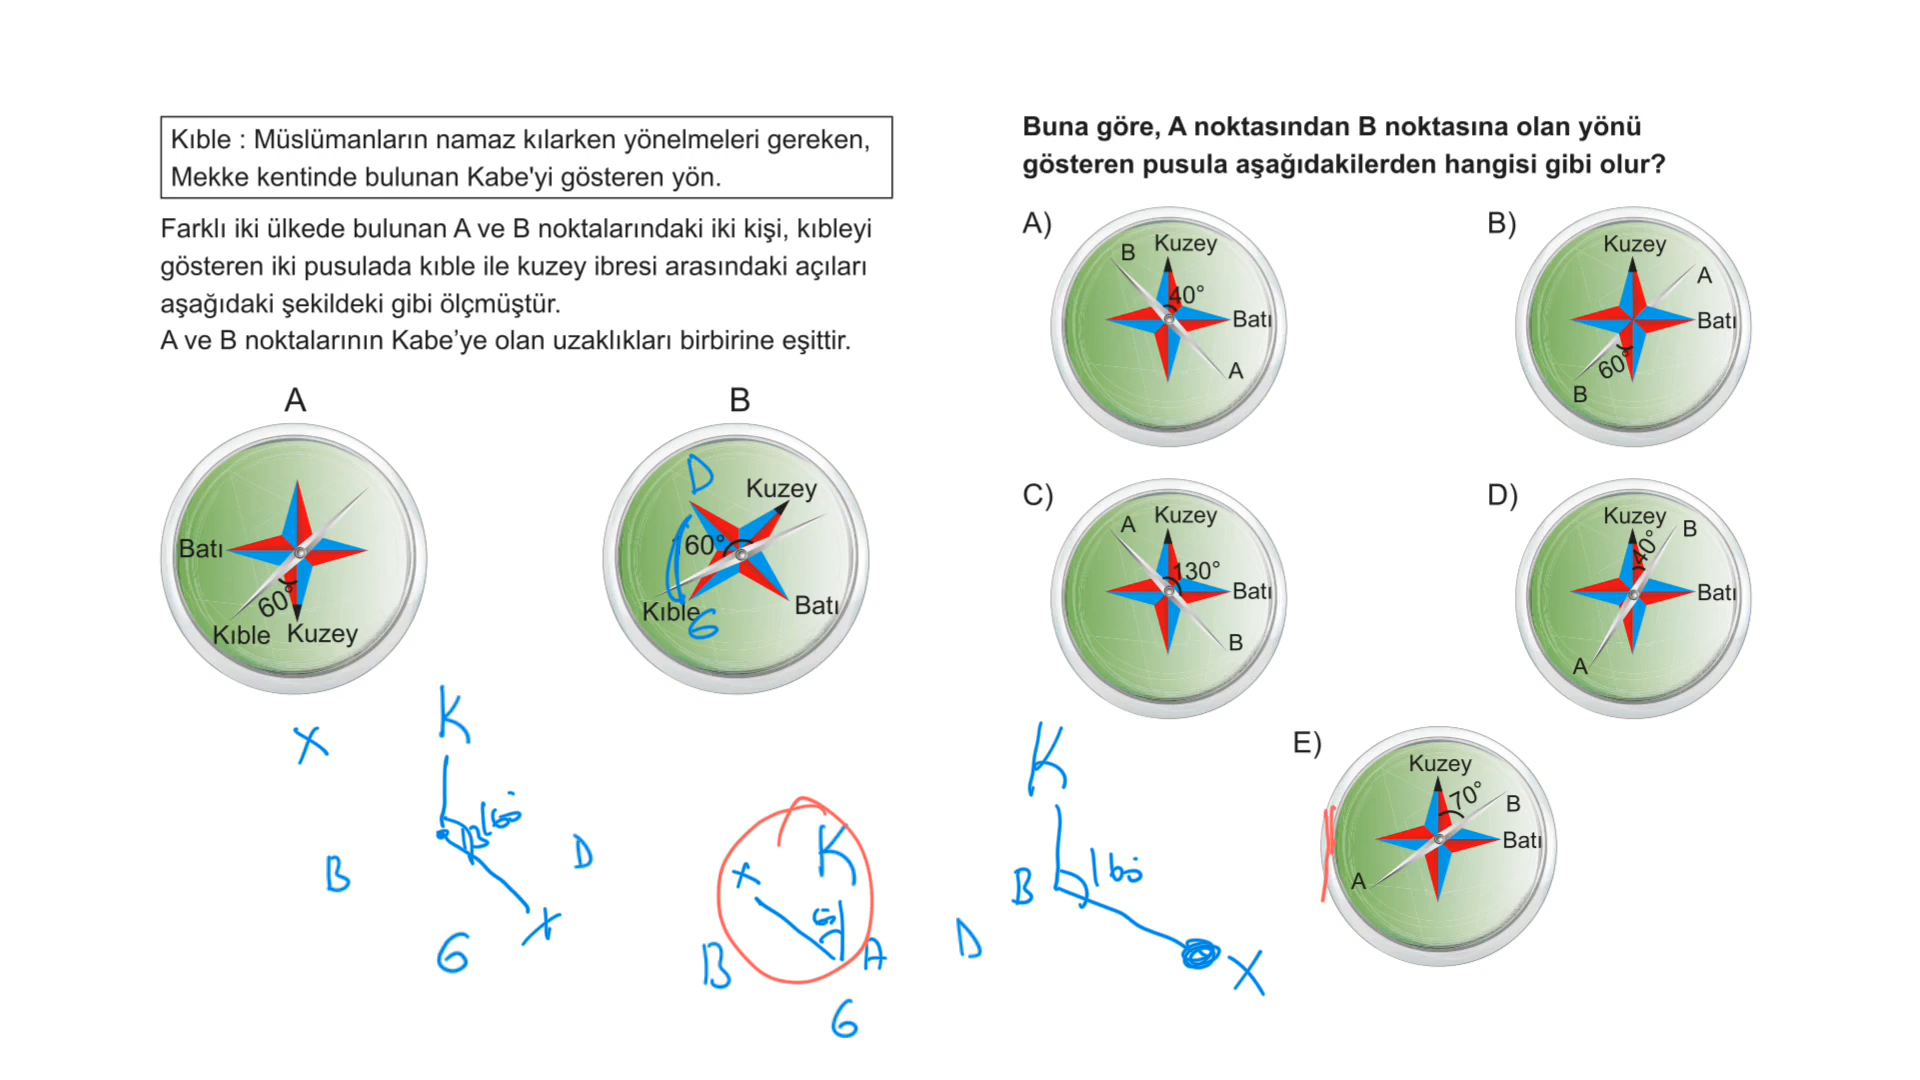 Kıble : Müslümanların namaz kılarken yönelmeleri gereken,
Mekke kentinde bulunan Kabe'yi gösteren yön.
Farklı iki ülkede bulunan A ve B noktalarındaki iki kişi, kıbleyi
gösteren iki pusulada kıble ile kuzey ibresi arasındaki açıları
aşağıdaki şekildeki gibi ölçmüştür.
A ve B noktalarının Kabe’ye olan uzaklıkları birbirine eşittir.
A
Batı
60°
Kıble Kuzey
B
D
Kuzey
160°
Kıble
G
Batı
X
K
B
D
G
X
K
X
B
A
G
K
B
160
D
X
Buna göre, A noktasından B noktasına olan yönü
gösteren pusula aşağıdakilerden hangisi gibi olur?
A)
B Kuzey
40°
Batı
A
B)
Kuzey
A
Batı
60°
B
C)
A Kuzey
130°
Batı
B
D)
Kuzey B
40°
Batı
A
E)
Kuzey
70°
B
Batı
A